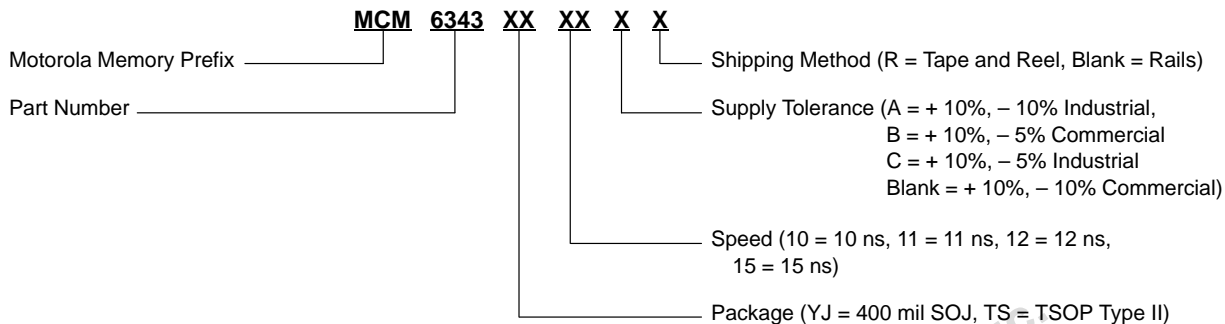 MCM 6343 XX XX X X
Motorola Memory Prefix
Shipping Method (R = Tape and Reel, Blank = Rails)
Part Number
Supply Tolerance (A = + 10%, – 10% Industrial,
B = + 10%, – 5% Commercial
C = + 10%, – 5% Industrial
Blank = + 10%, – 10% Commercial)
Speed (10 = 10 ns, 11 = 11 ns, 12 = 12 ns,
15 = 15 ns)
Package (YJ = 400 mil SOJ, TS = TSOP Type II)